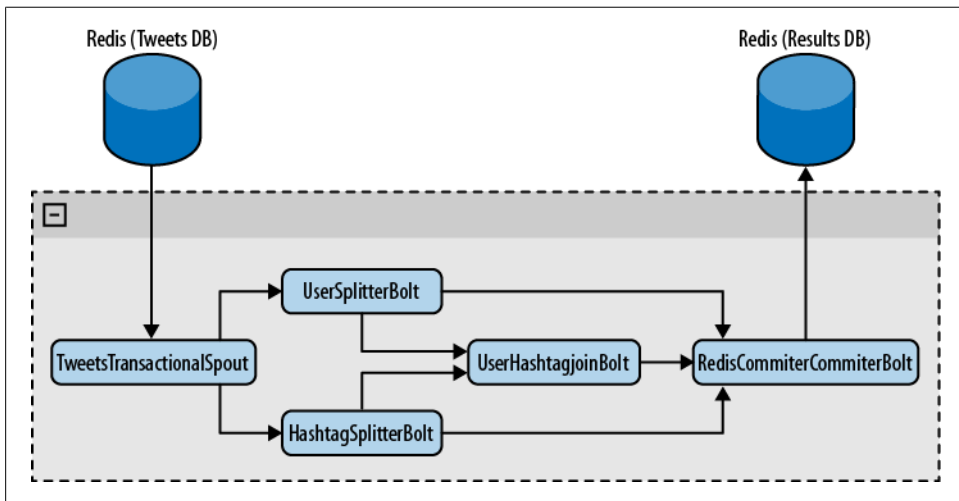 Redis (Tweets DB)
Redis (Results DB)
UserSplitterBolt
TweetsTransactionalSpout
UserHashtagjoinBolt
RedisCommiterCommiterBolt
HashtagSplitterBolt